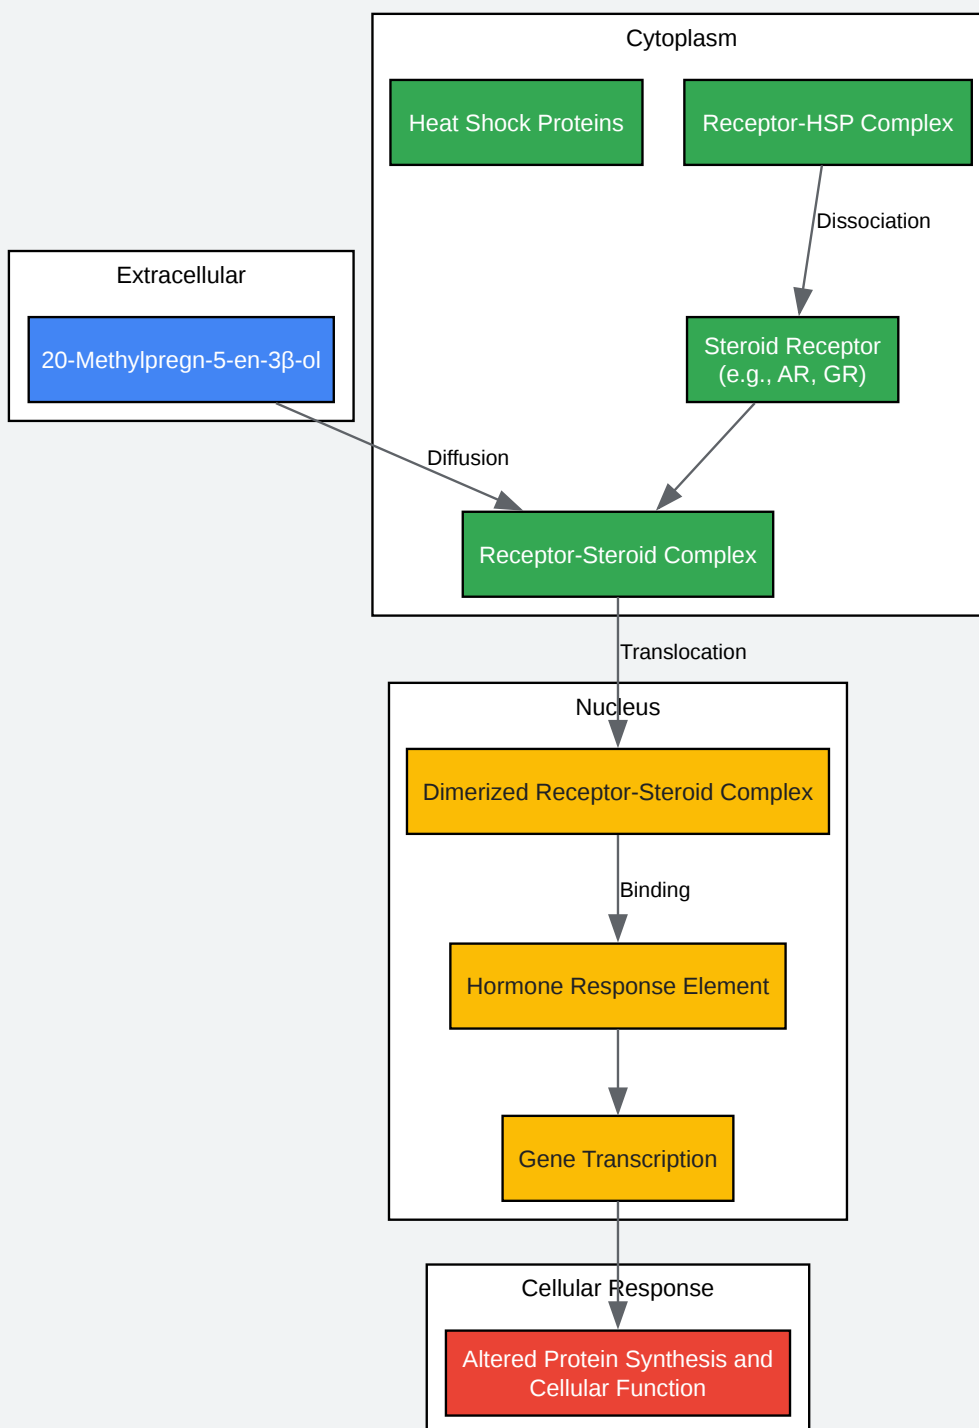 Cytoplasm
Heat Shock Proteins
Receptor-HSP Complex
Dissociation
Extracellular
20-Methylpregn-5-en-3β-ol
Steroid Receptor
(e.g., AR, GR)
Diffusion
Receptor-Steroid Complex
Translocation
Nucleus
Dimerized Receptor-Steroid Complex
Binding
Hormone Response Element
Gene Transcription
Cellular Response
Altered Protein Synthesis and
Cellular Function